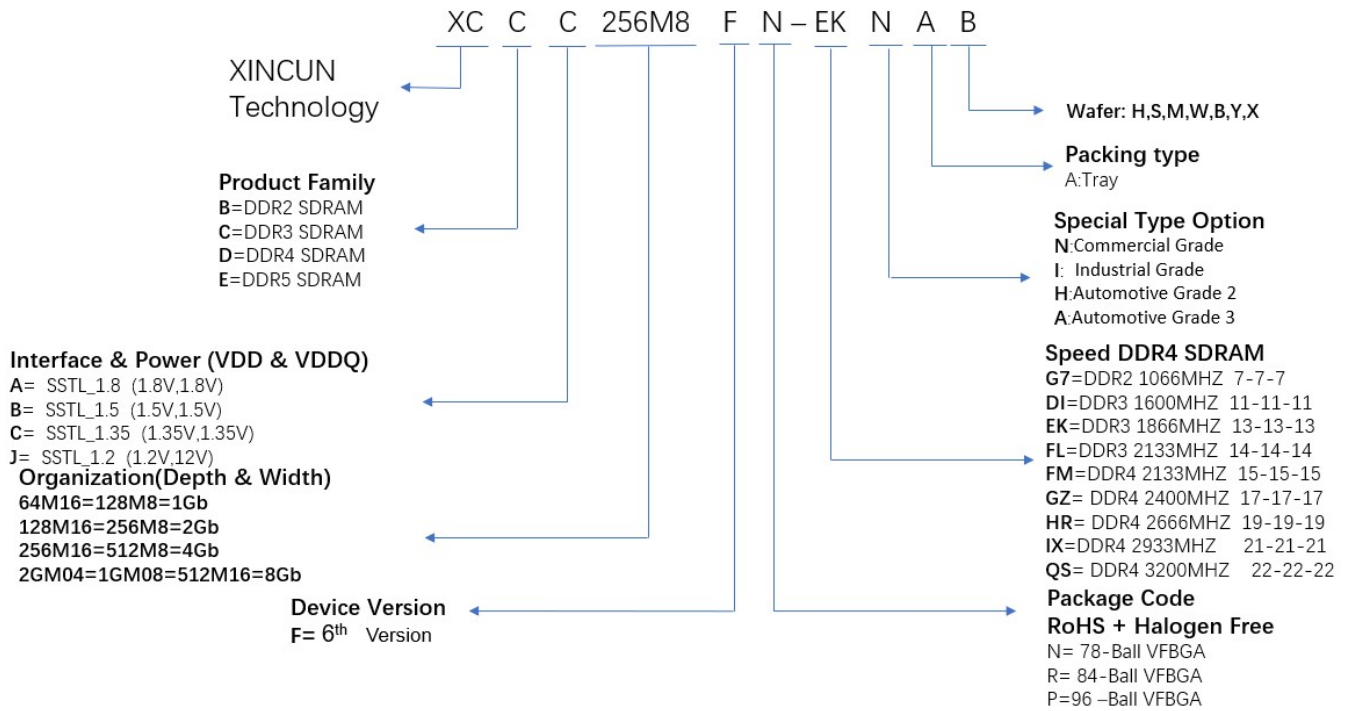 XC C C 256M8 F N – EK N A B
XINCUN
Technology
Product Family
B=DDR2 SDRAM
C=DDR3 SDRAM
D=DDR4 SDRAM
E=DDR5 SDRAM
Interface & Power (VDD & VDDQ)
A= SSTL_1.8 (1.8V,1.8V)
B= SSTL_1.5 (1.5V,1.5V)
C= SSTL_1.35 (1.35V,1.35V)
J= SSTL_1.2 (1.2V,12V)
Organization(Depth & Width)
64M16=128M8=1Gb
128M16=256M8=2Gb
256M16=512M8=4Gb
2GM04=1GM08=512M16=8Gb
Device Version
F= 6th Version
Wafer: H,S,M,W,B,Y,X
Packing type
A:Tray
Special Type Option
N:Commercial Grade
I: Industrial Grade
H:Automotive Grade 2
A:Automotive Grade 3
Speed DDR4 SDRAM
G7=DDR2 1066MHZ 7-7-7
DI=DDR3 1600MHZ 11-11-11
EK=DDR3 1866MHZ 13-13-13
FL=DDR3 2133MHZ 14-14-14
FM=DDR4 2133MHZ 15-15-15
GZ= DDR4 2400MHZ 17-17-17
HR= DDR4 2666MHZ 19-19-19
IX=DDR4 2933MHZ 21-21-21
QS= DDR4 3200MHZ 22-22-22
Package Code
RoHS + Halogen Free
N= 78-Ball VFBGA
R= 84-Ball VFBGA
P=96 –Ball VFBGA